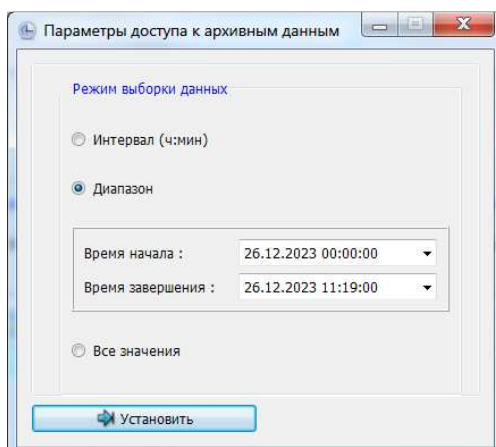 Параметры доступа к архивным данным
Режим выборки данных
Интервал (ч:мин)
Диапазон
Время начала : 26.12.2023 00:00:00
Время завершения : 26.12.2023 11:19:00
Все значения
Установить